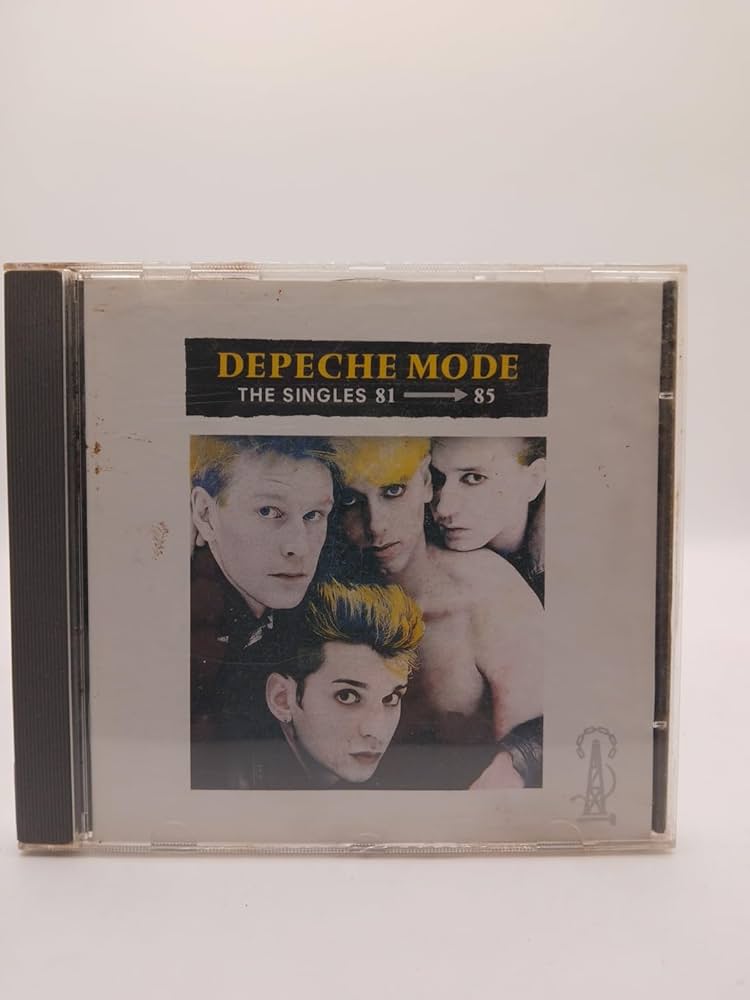 DEPECHE MODE
THE SINGLES 81 → 85